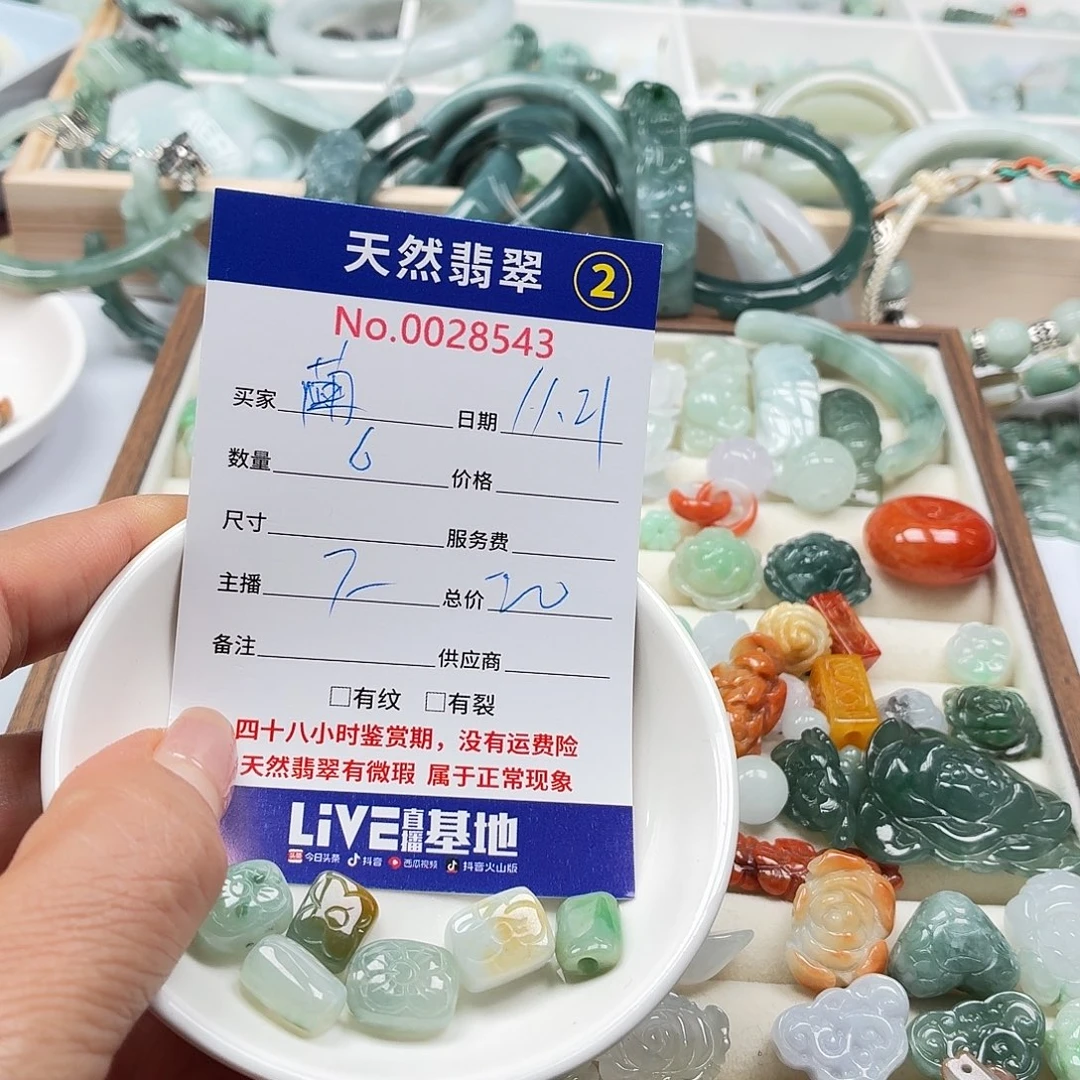 天然翡翠 2
No.0028543
买家 日期 11.21
数量 6 价格
尺寸 服务费
主播 总价 20
备注 供应商
□有纹 □有裂
四十八小时鉴赏期，没有运费险
天然翡翠有微瑕 属于正常现象
LiVE直播基地
头条 今日头条 抖音 西瓜视频 抖音火山版